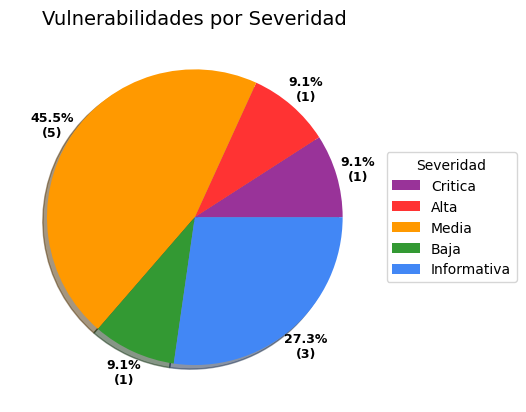 Vulnerabilidades por Severidad
9.1%
(1)
9.1%
(1)
45.5%
(5)
9.1%
(1)
27.3%
(3)
Severidad
Critica
Alta
Media
Baja
Informativa